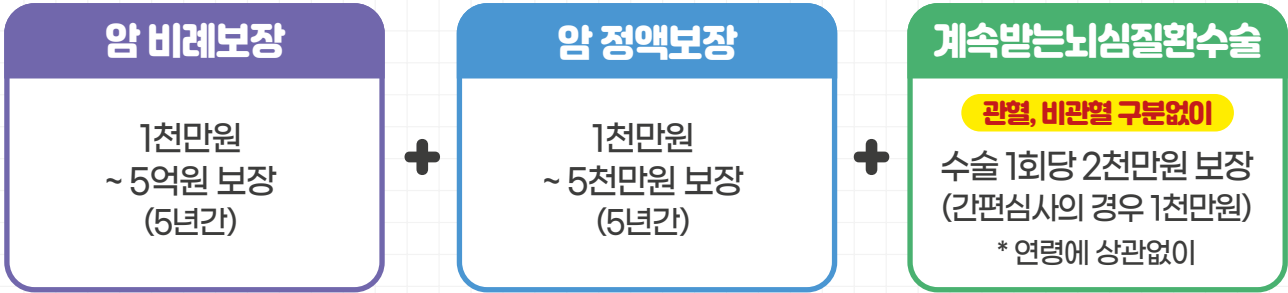 암 비례보장
1천만원
~ 5억원 보장
(5년간)
+
암 정액보장
1천만원
~ 5천만원 보장
(5년간)
+
계속받는뇌심질환수술
관혈, 비관혈 구분없이
수술 1회당 2천만원 보장
(간편심사의 경우 1천만원)
* 연령에 상관없이